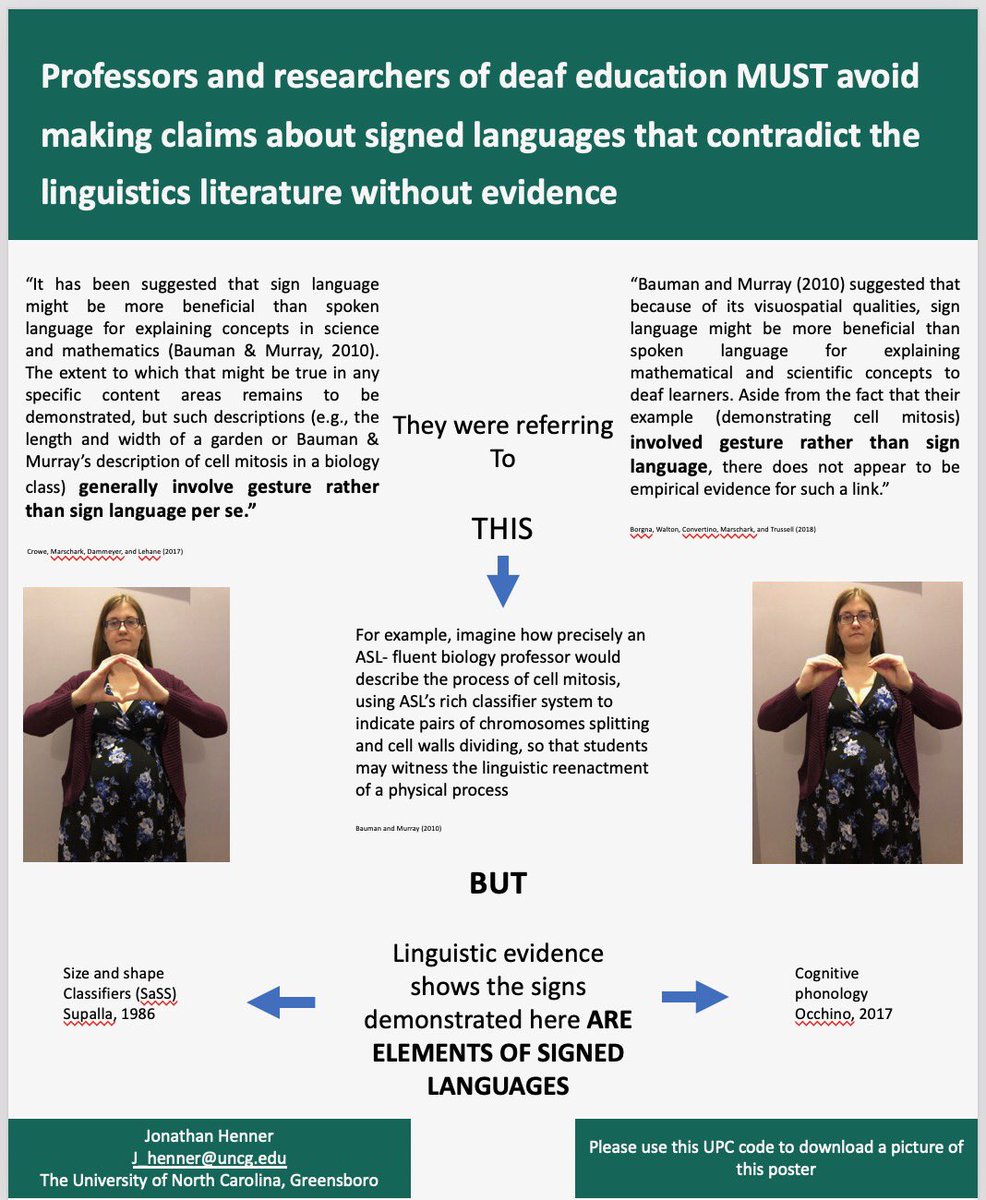 Professors and researchers of deaf education MUST avoid
making claims about signed languages that contradict the
linguistics literature without evidence
“It has been suggested that sign language
might be more beneficial than spoken
language for explaining concepts in science
and mathematics (Bauman & Murray, 2010).
The extent to which that might be true in any
specific content areas remains to be
demonstrated, but such descriptions (e.g., the
length and width of a garden or Bauman &
Murray’s description of cell mitosis in a biology
class) generally involve gesture rather
than sign language per se.”
Crowe, Marschark, Dammeyer, and Lehane (2017)
They were referring
To
THIS
“Bauman and Murray (2010) suggested that
because of its visuospatial qualities, sign
language might be more beneficial than
spoken language for explaining
mathematical and scientific concepts to
deaf learners. Aside from the fact that their
example (demonstrating cell mitosis)
involved gesture rather than sign
language, there does not appear to be
empirical evidence for such a link.”
Borgna, Walton, Convertino, Marschark, and Trussell (2018)
For example, imagine how precisely an
ASL- fluent biology professor would
describe the process of cell mitosis,
using ASL’s rich classifier system to
indicate pairs of chromosomes splitting
and cell walls dividing, so that students
may witness the linguistic reenactment
of a physical process
Bauman and Murray (2010)
BUT
Size and shape
Classifiers (SaSS)
Supalla, 1986
Linguistic evidence
shows the signs
demonstrated here ARE
ELEMENTS OF SIGNED
LANGUAGES
Cognitive
phonology
Occhino, 2017
Jonathan Henner
J_henner@uncg.edu
The University of North Carolina, Greensboro
Please use this UPC code to download a picture of
this poster